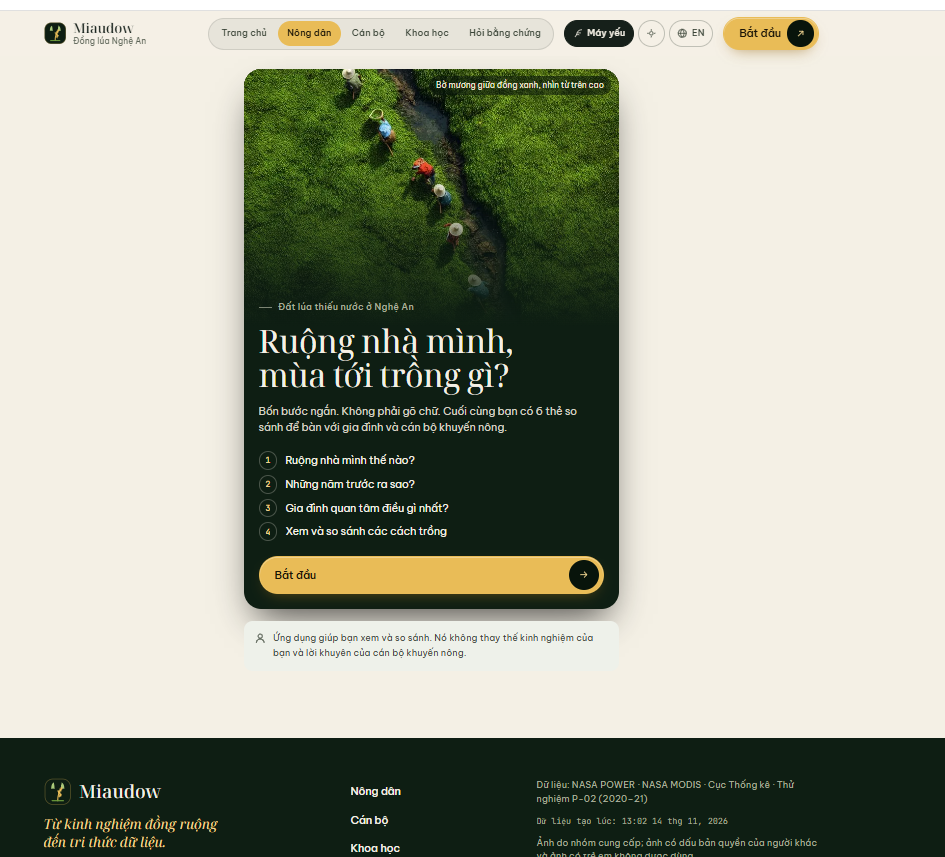 Miaudow
Đồng lúa Nghệ An
Trang chủ
Nông dân
Cán bộ
Khoa học
Hỏi bằng chứng
Máy yếu
EN
Bắt đầu
Bờ mương giữa đồng xanh, nhìn từ trên cao
Đất lúa thiếu nước ở Nghệ An
Ruộng nhà mình,
mùa tới trồng gì?
Bốn bước ngắn. Không phải gõ chữ. Cuối cùng bạn có 6 thẻ so
sánh để bàn với gia đình và cán bộ khuyến nông.
1 Ruộng nhà mình thế nào?
2 Những năm trước ra sao?
3 Gia đình quan tâm điều gì nhất?
4 Xem và so sánh các cách trồng
Bắt đầu
Ứng dụng giúp bạn xem và so sánh. Nó không thay thế kinh nghiệm của
bạn và lời khuyên của cán bộ khuyến nông.
Miaudow
Từ kinh nghiệm đồng ruộng
đến tri thức dữ liệu.
Nông dân
Cán bộ
Khoa học
Dữ liệu: NASA POWER · NASA MODIS · Cục Thống kê · Thử
nghiệm P-02 (2020–21)
Dữ liệu tạo lúc: 13:02 14 thg 11, 2026
Ảnh do nhóm cung cấp; ảnh có dấu bản quyền của người khác
và ảnh có trẻ em không được dùng.